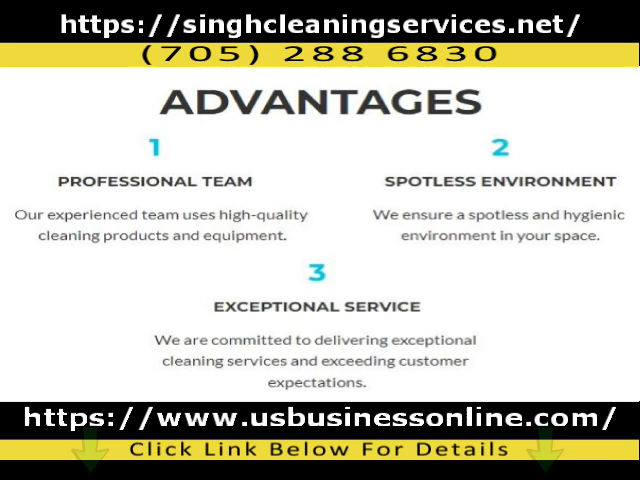 https://singhcleaningservices.net/
(705) 288 6830
ADVANTAGES
1
PROFESSIONAL TEAM
Our experienced team uses high-quality
cleaning products and equipment.
2
SPOTLESS ENVIRONMENT
We ensure a spotless and hygienic
environment in your space.
3
EXCEPTIONAL SERVICE
We are committed to delivering exceptional
cleaning services and exceeding customer
expectations.
https://www.usbusinessonline.com/
Click Link Below For Details